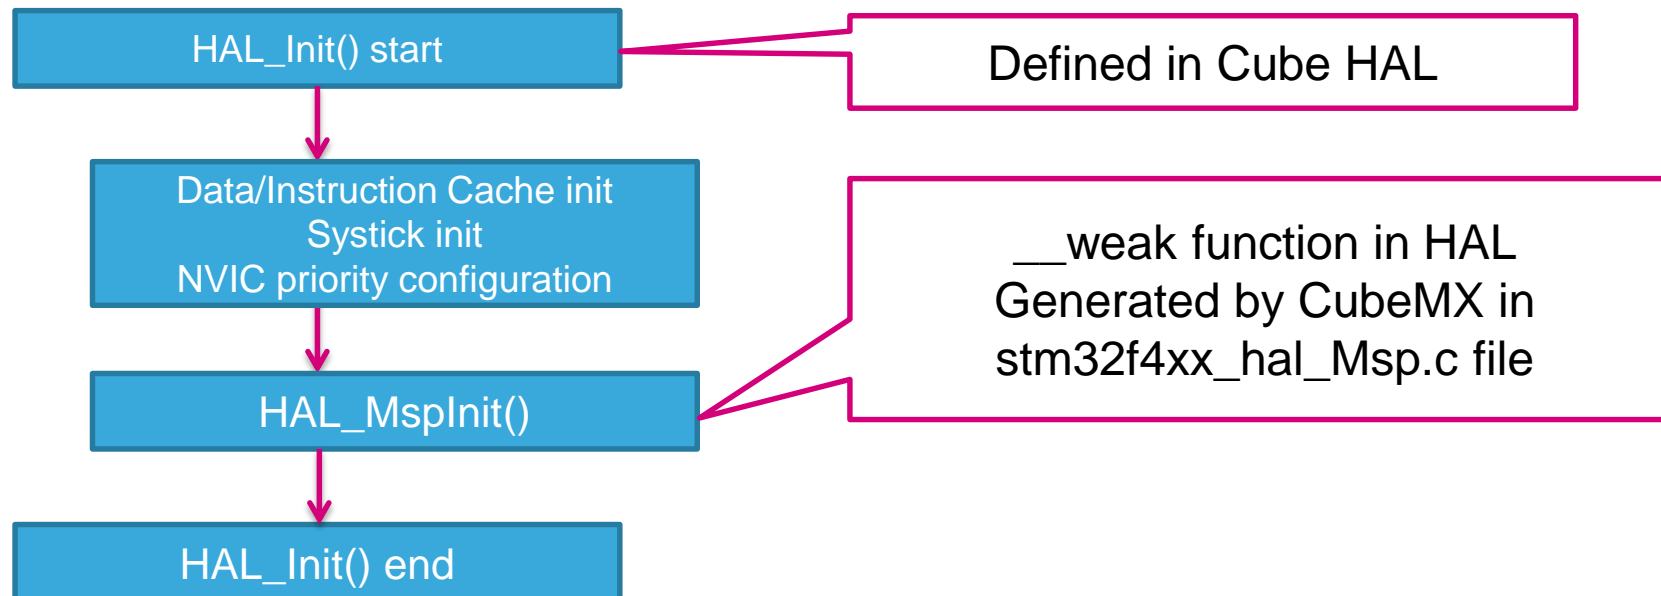 HAL_Init() start
Defined in Cube HAL
Data/Instruction Cache init
Systick init
NVIC priority configuration
__weak function in HAL
Generated by CubeMX in
stm32f4xx_hal_Msp.c file
HAL_MspInit()
HAL_Init() end